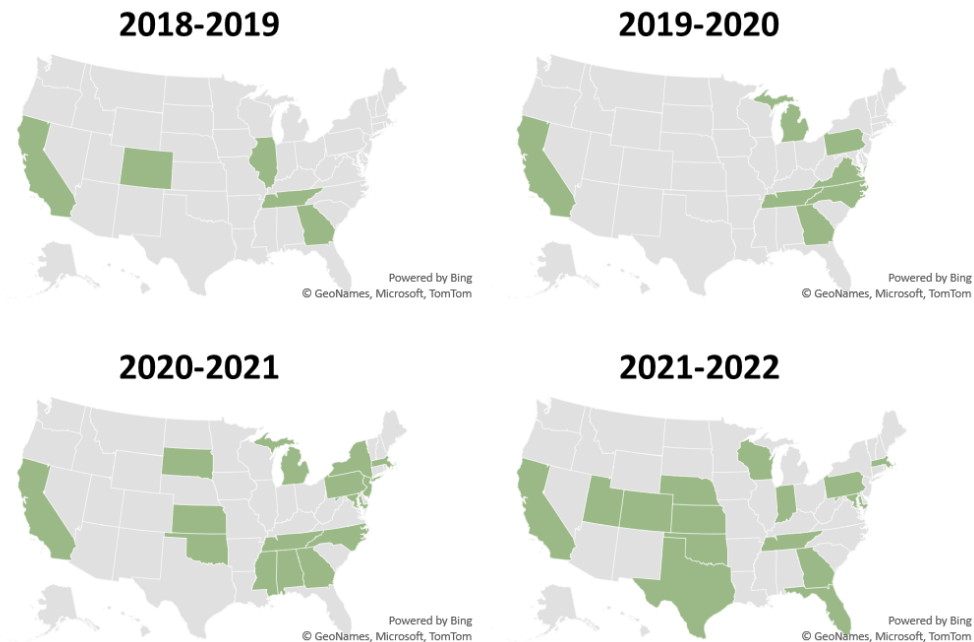 2018-2019
2019-2020
Powered by Bing
© GeoNames, Microsoft, TomTom
Powered by Bing
© GeoNames, Microsoft, TomTom
2020-2021
2021-2022
Powered by Bing
© GeoNames, Microsoft, TomTom
Powered by Bing
© GeoNames, Microsoft, TomTom